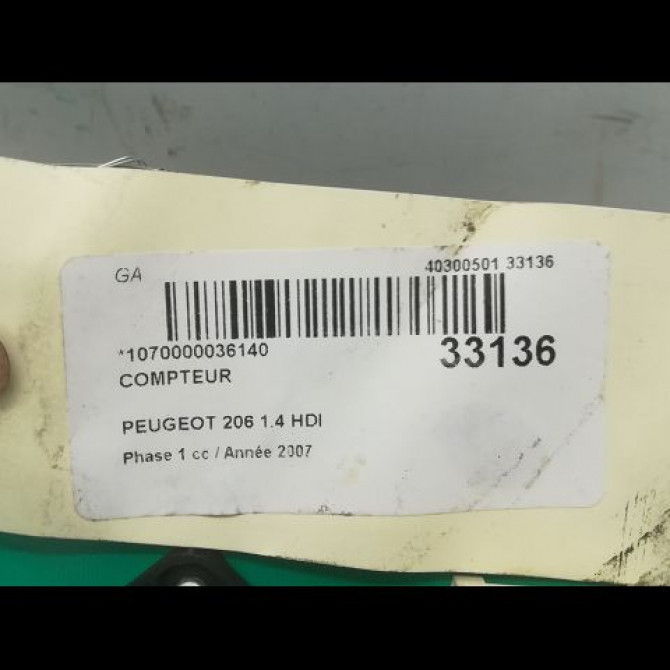 GA
40300501 33136
*1070000036140
33136
COMPTEUR
PEUGEOT 206 1.4 HDI
Phase 1 cc / Année 2007